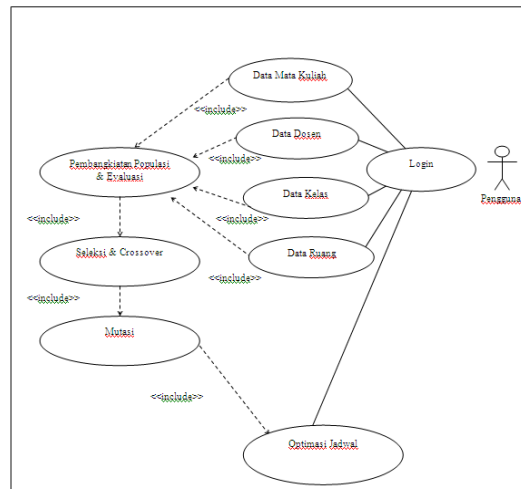 Data Mata Kuliah
<<include>>
Data Dosen
<<include>>
Login
Pembangkiatan Populasi
& Evaluasi
Pengguna
Data Kelas
<<include>>
<<include>>
Seleksi & Crossover
Data Ruang
<<include>>
<<include>>
Mutasi
<<include>>
Optimasi Jadwal